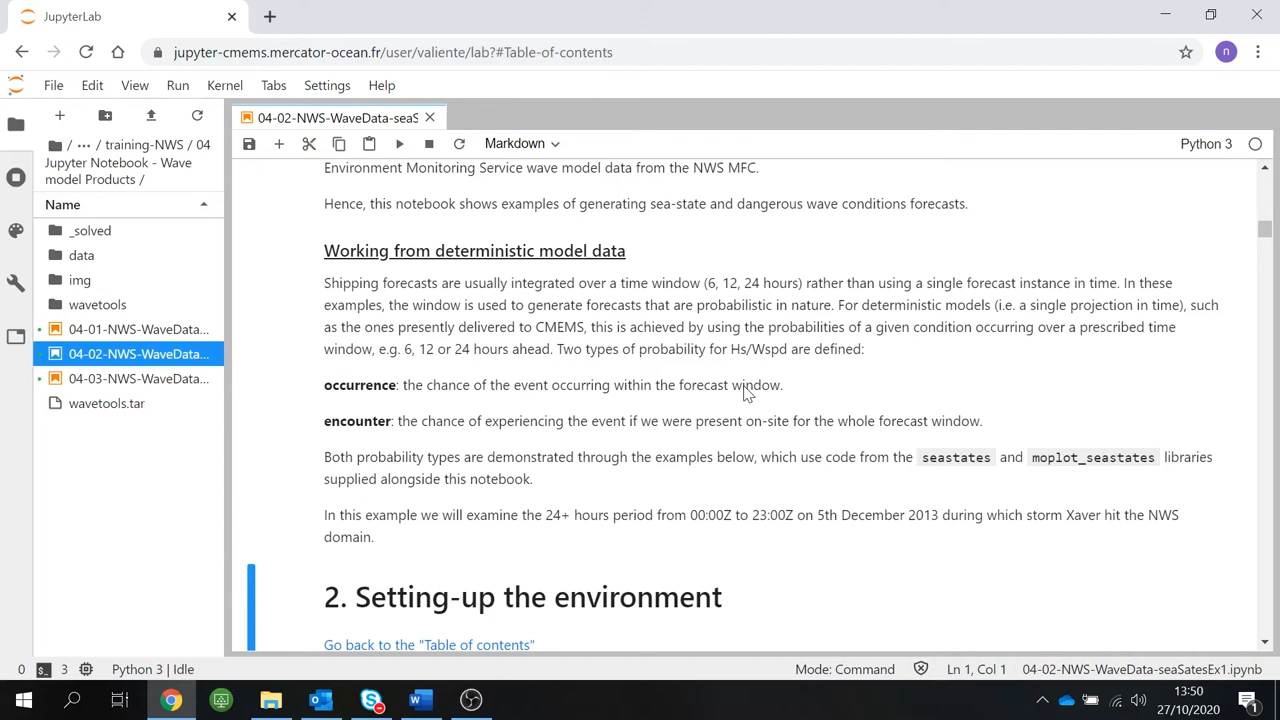 JupyterLab
jupyter-cmems.mercator-ocean.fr/user/valiente/lab?#Table-of-contents
n
File Edit View Run Kernel Tabs Settings Help
04-02-NWS-WaveData-seaS
/ ··· / training-NWS / 04
Jupyter Notebook - Wave
model Products /
Markdown
Python 3
Name
_solved
data
img
wavetools
04-01-NWS-WaveData...
04-02-NWS-WaveData...
04-03-NWS-WaveData...
wavetools.tar
Environment Monitoring Service wave model data from the NWS MFC.
Hence, this notebook shows examples of generating sea-state and dangerous wave conditions forecasts.
Working from deterministic model data
Shipping forecasts are usually integrated over a time window (6, 12, 24 hours) rather than using a single forecast instance in time. In these
examples, the window is used to generate forecasts that are probabilistic in nature. For deterministic models (i.e. a single projection in time), such
as the ones presently delivered to CMEMS, this is achieved by using the probabilities of a given condition occurring over a prescribed time
window, e.g. 6, 12 or 24 hours ahead. Two types of probability for Hs/Wspd are defined:
occurrence: the chance of the event occurring within the forecast window.
encounter: the chance of experiencing the event if we were present on-site for the whole forecast window.
Both probability types are demonstrated through the examples below, which use code from the seastates and moplot_seastates libraries
supplied alongside this notebook.
In this example we will examine the 24+ hours period from 00:00Z to 23:00Z on 5th December 2013 during which storm Xaver hit the NWS
domain.
2. Setting-up the environment
Go back to the "Table of contents"
0 3 Python 3 | Idle Mode: Command Ln 1, Col 1 04-02-NWS-WaveData-seaSatesEx1.ipynb
13:50
27/10/2020
1